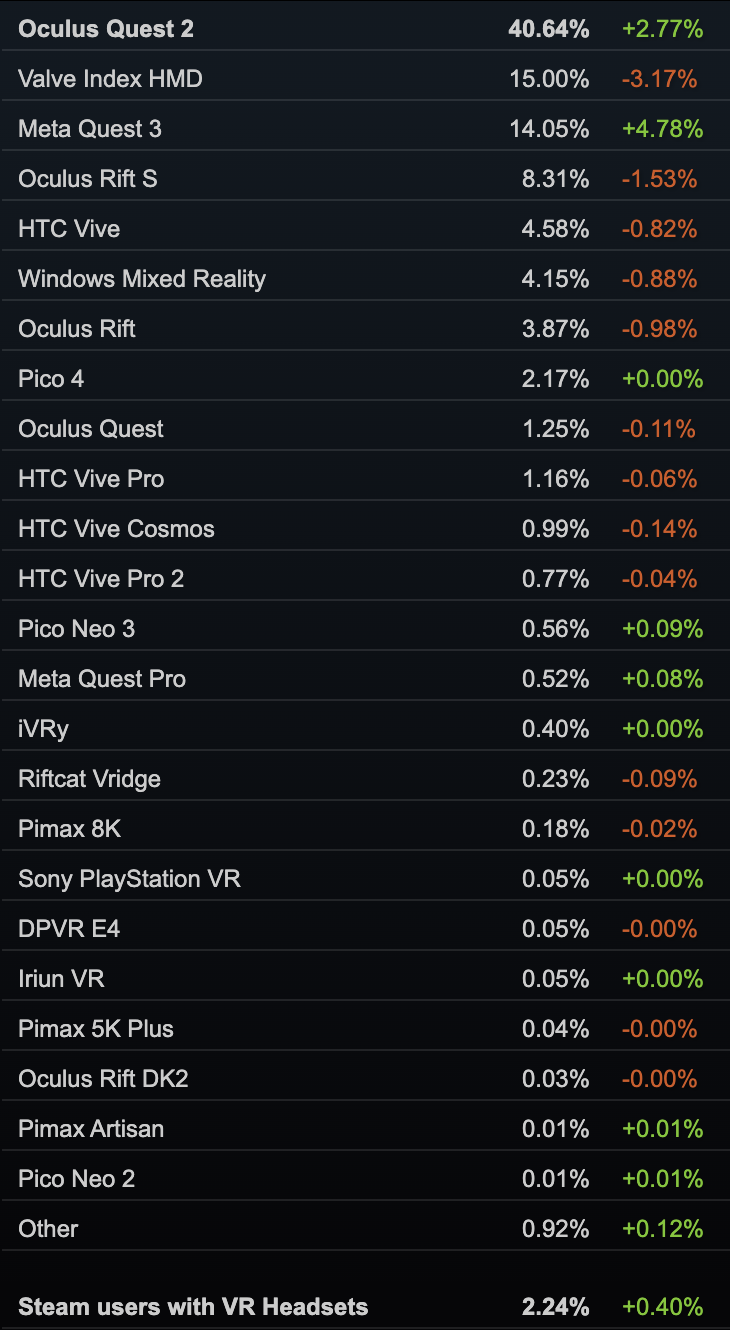 Oculus Quest 2 40.64% +2.77%
Valve Index HMD 15.00% -3.17%
Meta Quest 3 14.05% +4.78%
Oculus Rift S 8.31% -1.53%
HTC Vive 4.58% -0.82%
Windows Mixed Reality 4.15% -0.88%
Oculus Rift 3.87% -0.98%
Pico 4 2.17% +0.00%
Oculus Quest 1.25% -0.11%
HTC Vive Pro 1.16% -0.06%
HTC Vive Cosmos 0.99% -0.14%
HTC Vive Pro 2 0.77% -0.04%
Pico Neo 3 0.56% +0.09%
Meta Quest Pro 0.52% +0.08%
iVRy 0.40% +0.00%
Riftcat Vridge 0.23% -0.09%
Pimax 8K 0.18% -0.02%
Sony PlayStation VR 0.05% +0.00%
DPVR E4 0.05% -0.00%
Iriun VR 0.05% +0.00%
Pimax 5K Plus 0.04% -0.00%
Oculus Rift DK2 0.03% -0.00%
Pimax Artisan 0.01% +0.01%
Pico Neo 2 0.01% +0.01%
Other 0.92% +0.12%
Steam users with VR Headsets 2.24% +0.40%